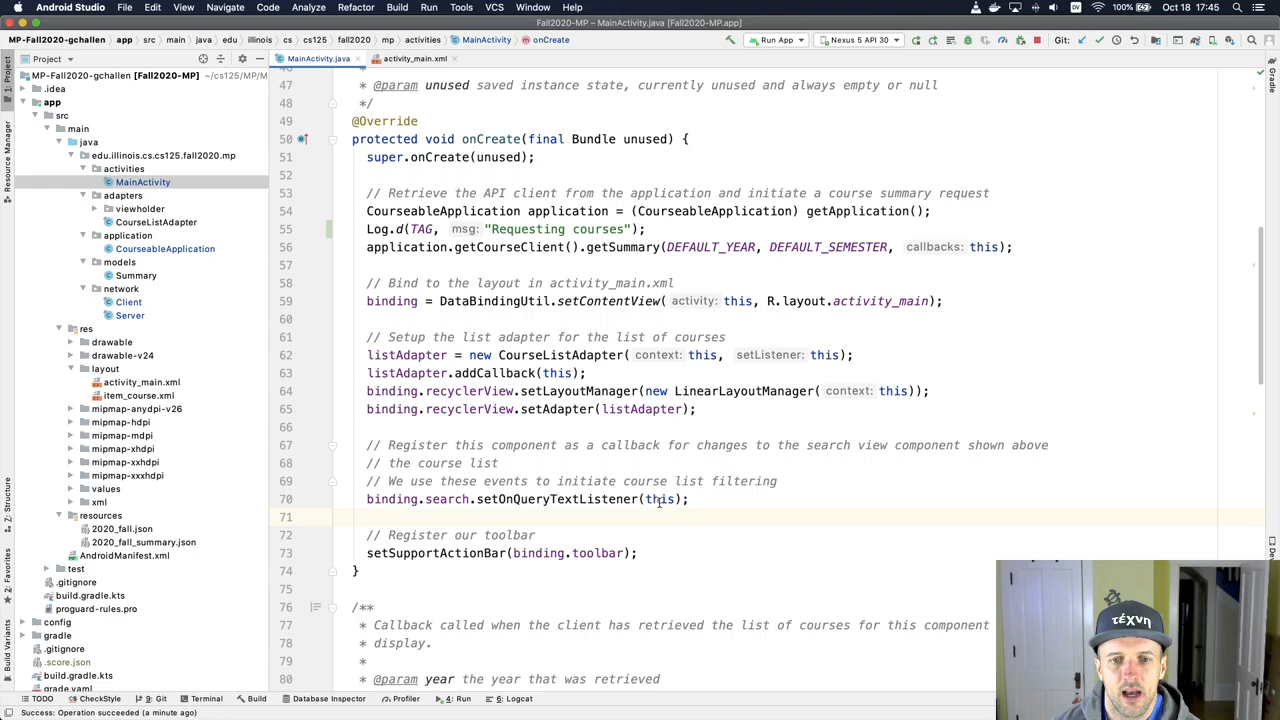 Android Studio File Edit View Navigate Code Analyze Refactor Build Run Tools VCS Window Help 100% Oct 18 17:45
Fall2020-MP – MainActivity.java [Fall2020-MP.app]
MP-Fall2020-gchallen app src main java edu illinois cs cs125 fall2020 mp activities MainActivity onCreate Run App Nexus 5 API 30 Git:
Project MainActivity.java activity_main.xml
MP-Fall2020-gchallen [Fall2020-MP] ~/cs125/MP/M
.idea
app
src
main
java
edu.illinois.cs.cs125.fall2020.mp
activities
MainActivity
adapters
viewholder
CourseListAdapter
application
CourseableApplication
models
Summary
network
Client
Server
res
drawable
drawable-v24
layout
activity_main.xml
item_course.xml
mipmap-anydpi-v26
mipmap-hdpi
mipmap-mdpi
mipmap-xhdpi
mipmap-xxhdpi
mipmap-xxxhdpi
values
xml
resources
2020_fall.json
2020_fall_summary.json
AndroidManifest.xml
test
.gitignore
build.gradle.kts
proguard-rules.pro
config
gradle
.gitignore
.score.json
build.gradle.kts
grade.yaml
1: Project
Resource Manager
7: Structure
2: Favorites
Build Variants
47 * @param unused saved instance state, currently unused and always empty or null
48 */
49 @Override
50 protected void onCreate(final Bundle unused) {
51 super.onCreate(unused);
52
53 // Retrieve the API client from the application and initiate a course summary request
54 CourseableApplication application = (CourseableApplication) getApplication();
55 Log.d(TAG, msg: "Requesting courses");
56 application.getCourseClient().getSummary(DEFAULT_YEAR, DEFAULT_SEMESTER, callbacks: this);
57
58 // Bind to the layout in activity_main.xml
59 binding = DataBindingUtil.setContentView( activity: this, R.layout.activity_main);
60
61 // Setup the list adapter for the list of courses
62 listAdapter = new CourseListAdapter( context: this, setListener: this);
63 listAdapter.addCallback(this);
64 binding.recyclerView.setLayoutManager(new LinearLayoutManager( context: this));
65 binding.recyclerView.setAdapter(listAdapter);
66
67 // Register this component as a callback for changes to the search view component shown above
68 // the course list
69 // We use these events to initiate course list filtering
70 binding.search.setOnQueryTextListener(this);
71
72 // Register our toolbar
73 setSupportActionBar(binding.toolbar);
74 }
75
76 /**
77 * Callback called when the client has retrieved the list of courses for this component
78 * display.
79 *
80 * @param year the year that was retrieved
Gradle
τέχνη
TODO CheckStyle 9: Git Terminal Build Database Inspector Profiler 4: Run 6: Logcat
Success: Operation succeeded (a minute ago)